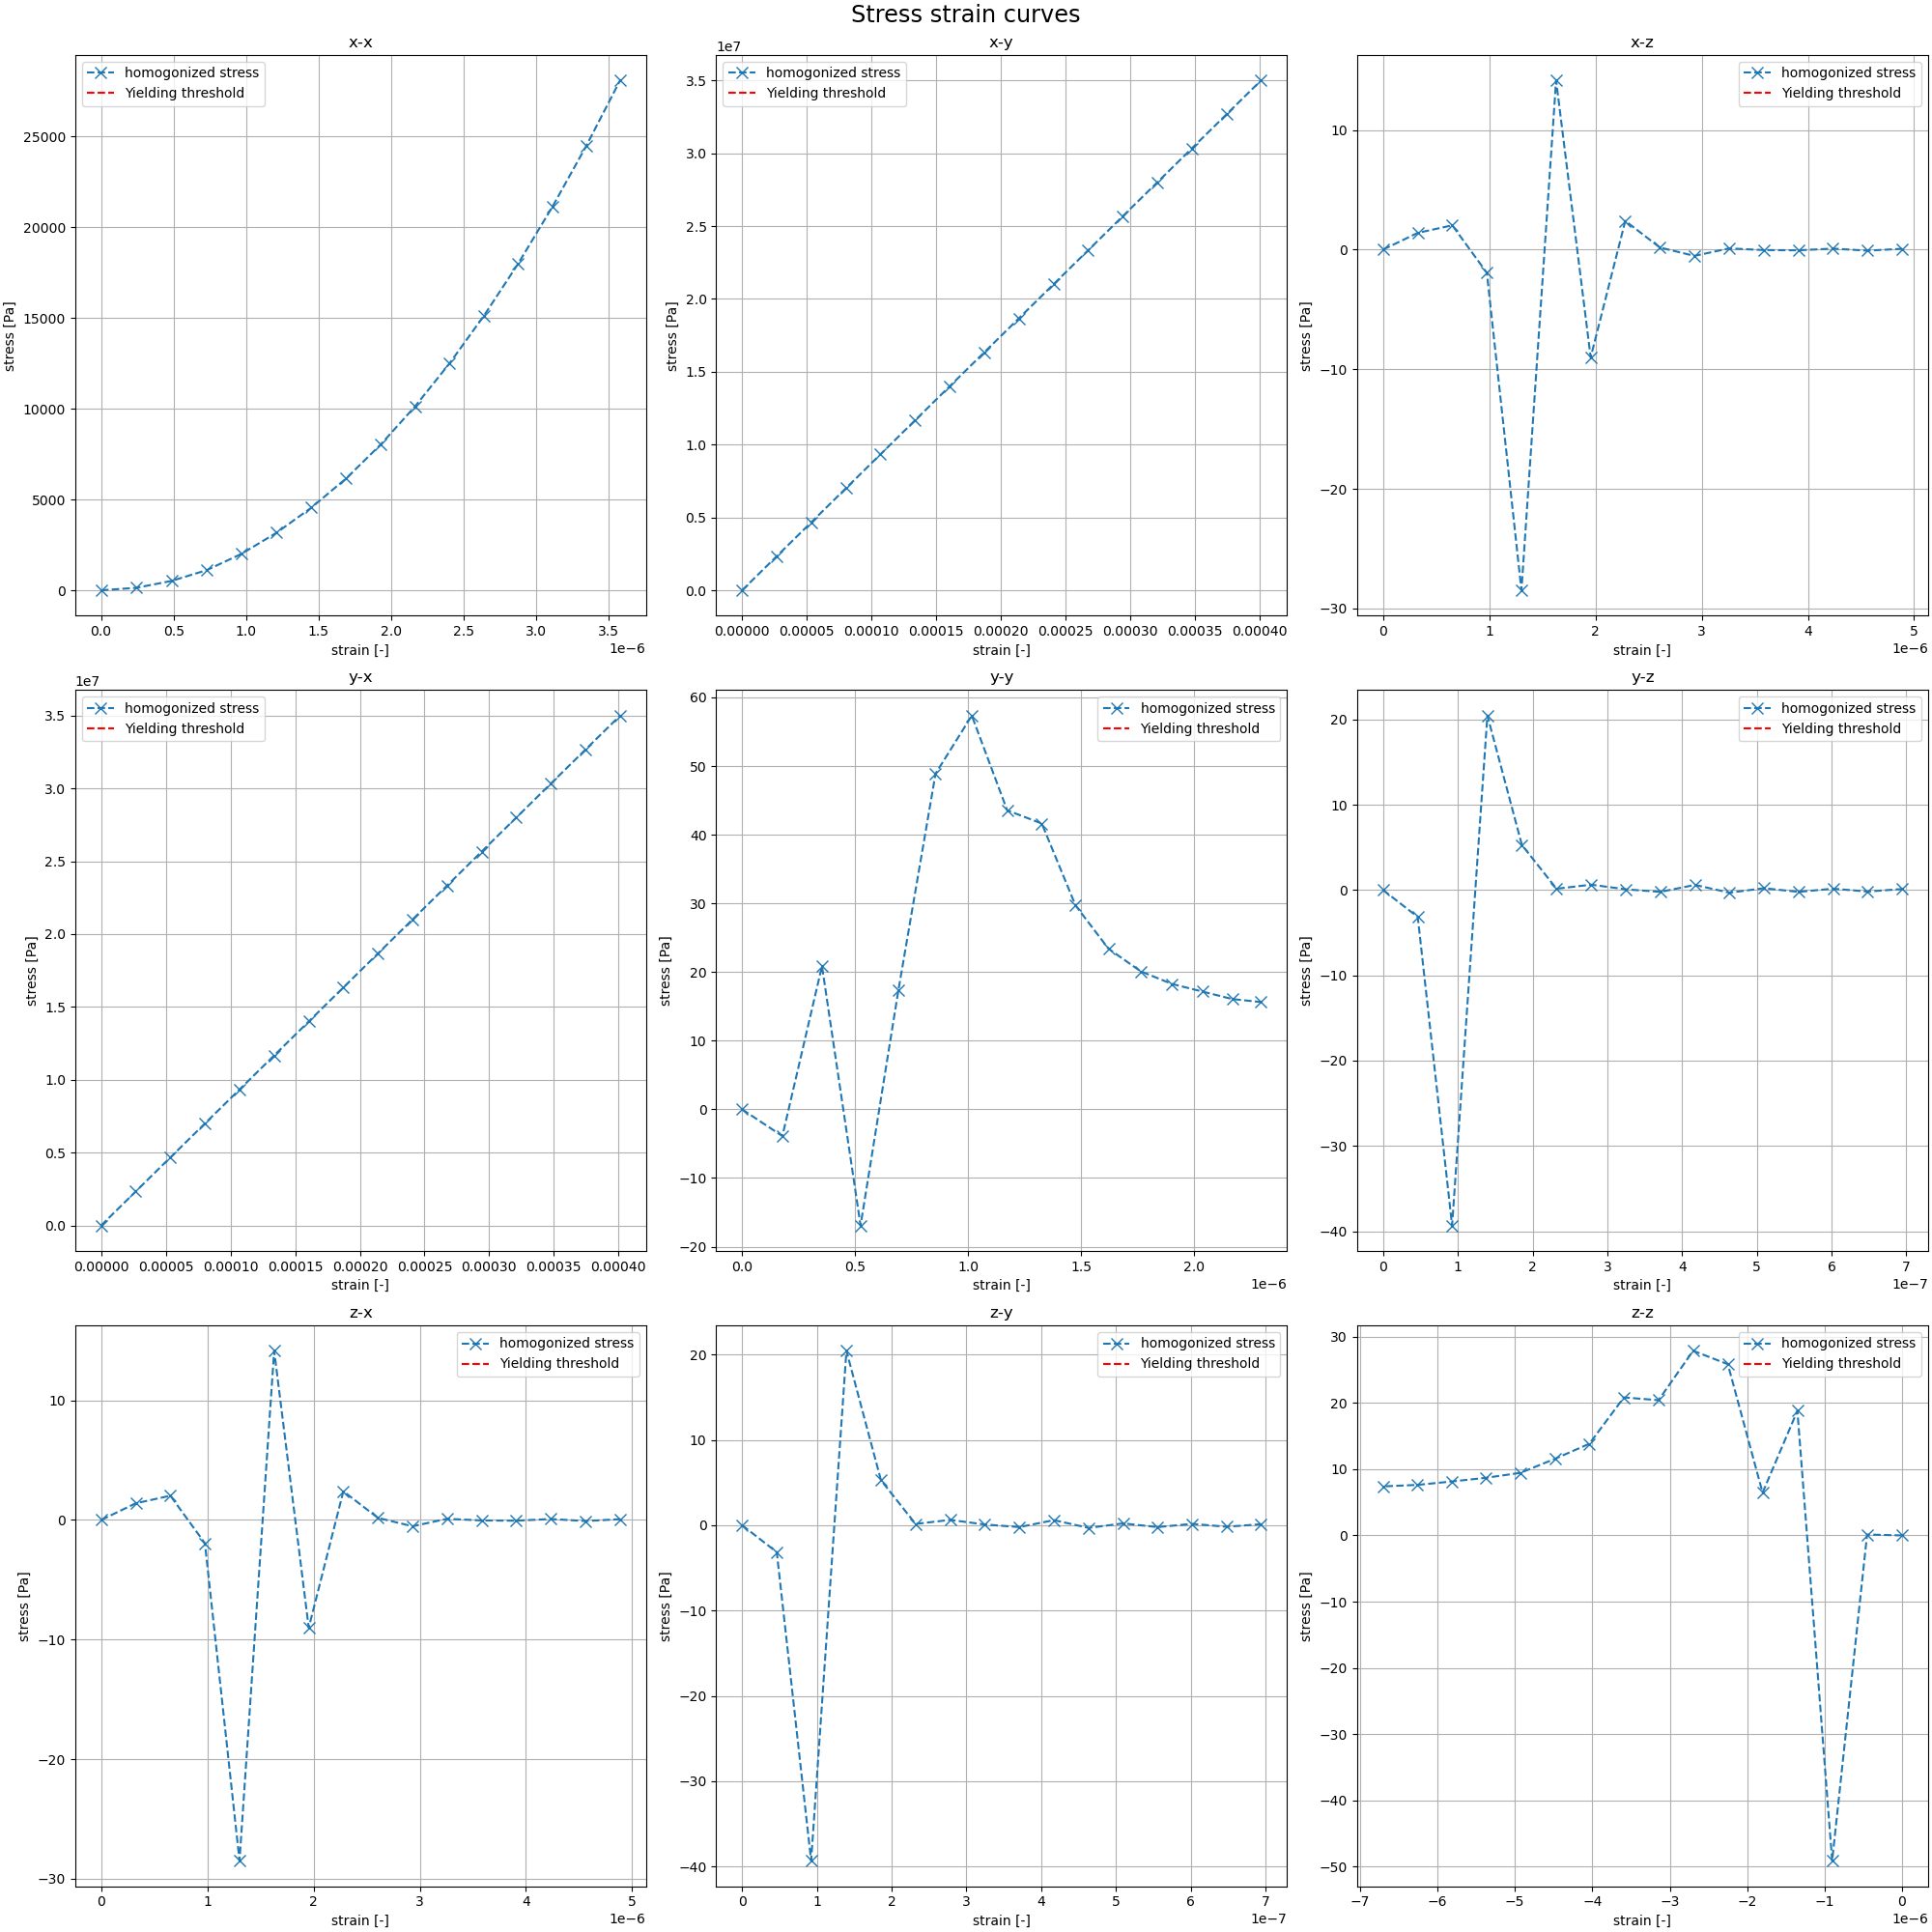 Stress strain curves
x-x
homogonized stress
Yielding threshold
stress [Pa]
25000
20000
15000
10000
5000
0
0.0 0.5 1.0 1.5 2.0 2.5 3.0 3.5
1e−6
strain [-]
x-y
1e7
homogonized stress
Yielding threshold
stress [Pa]
3.5
3.0
2.5
2.0
1.5
1.0
0.5
0.0
0.00000 0.00005 0.00010 0.00015 0.00020 0.00025 0.00030 0.00035 0.00040
strain [-]
x-z
homogonized stress
Yielding threshold
stress [Pa]
10
0
−10
−20
−30
0 1 2 3 4 5
1e−6
strain [-]
y-x
1e7
homogonized stress
Yielding threshold
stress [Pa]
3.5
3.0
2.5
2.0
1.5
1.0
0.5
0.0
0.00000 0.00005 0.00010 0.00015 0.00020 0.00025 0.00030 0.00035 0.00040
strain [-]
y-y
homogonized stress
Yielding threshold
stress [Pa]
60
50
40
30
20
10
0
−10
−20
0.0 0.5 1.0 1.5 2.0
1e−6
strain [-]
y-z
homogonized stress
Yielding threshold
stress [Pa]
20
10
0
−10
−20
−30
−40
0 1 2 3 4 5 6 7
1e−7
strain [-]
z-x
homogonized stress
Yielding threshold
stress [Pa]
10
0
−10
−20
−30
0 1 2 3 4 5
1e−6
strain [-]
z-y
homogonized stress
Yielding threshold
stress [Pa]
20
10
0
−10
−20
−30
−40
0 1 2 3 4 5 6 7
1e−7
strain [-]
z-z
homogonized stress
Yielding threshold
stress [Pa]
30
20
10
0
−10
−20
−30
−40
−50
−7 −6 −5 −4 −3 −2 −1 0
1e−6
strain [-]